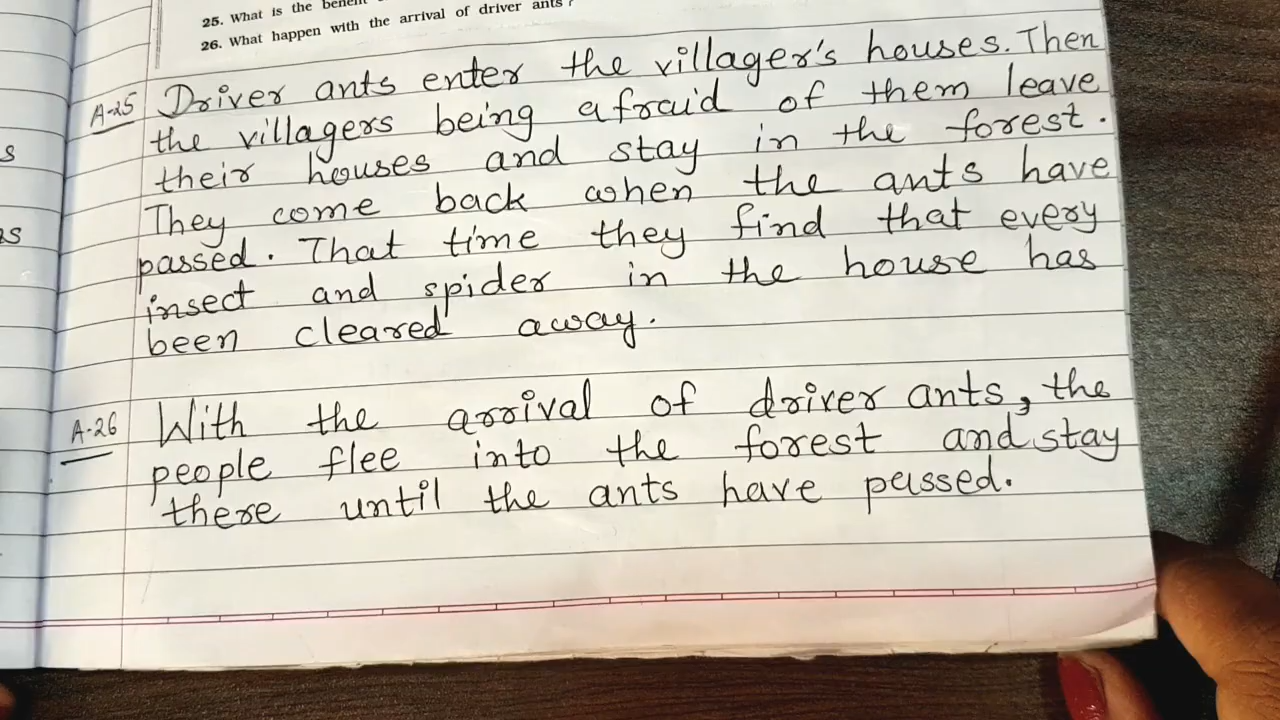 25. What is the benefit
26. What happen with the arrival of driver ants?
A-25 Driver ants enter the villager's houses. Then
the villagers being afraid of them leave
their houses and stay in the forest.
They come back when the ants have
passed. That time they find that every
insect and spider in the house has
been cleared away.
A-26 With the arrival of driver ants, the
people flee into the forest and stay
there until the ants have passed.
s